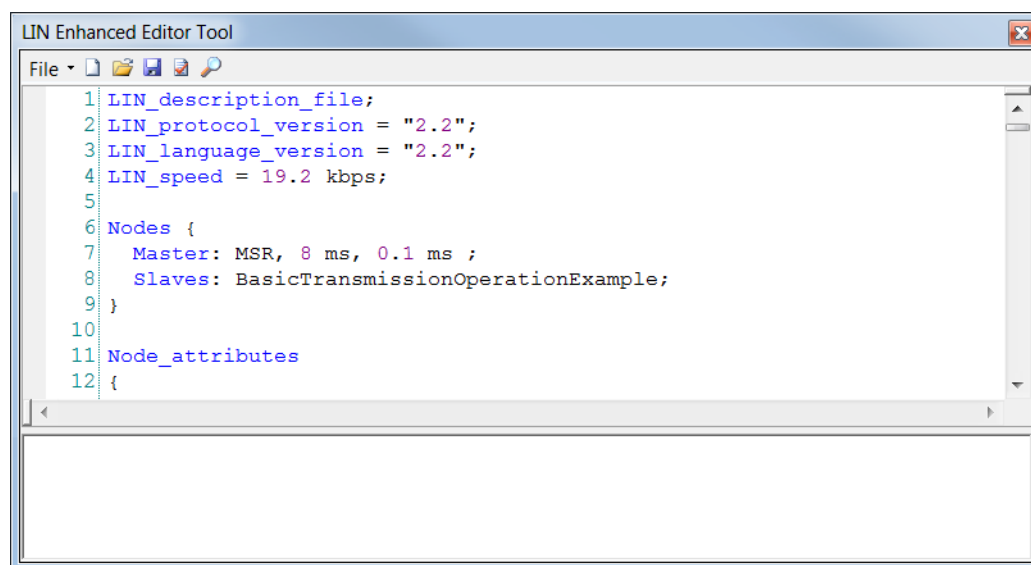 LIN Enhanced Editor Tool
File
1 LIN_description_file;
2 LIN_protocol_version = "2.2";
3 LIN_language_version = "2.2";
4 LIN_speed = 19.2 kbps;
5
6 Nodes {
7 Master: MSR, 8 ms, 0.1 ms ;
8 Slaves: BasicTransmissionOperationExample;
9 }
10
11 Node_attributes
12 {